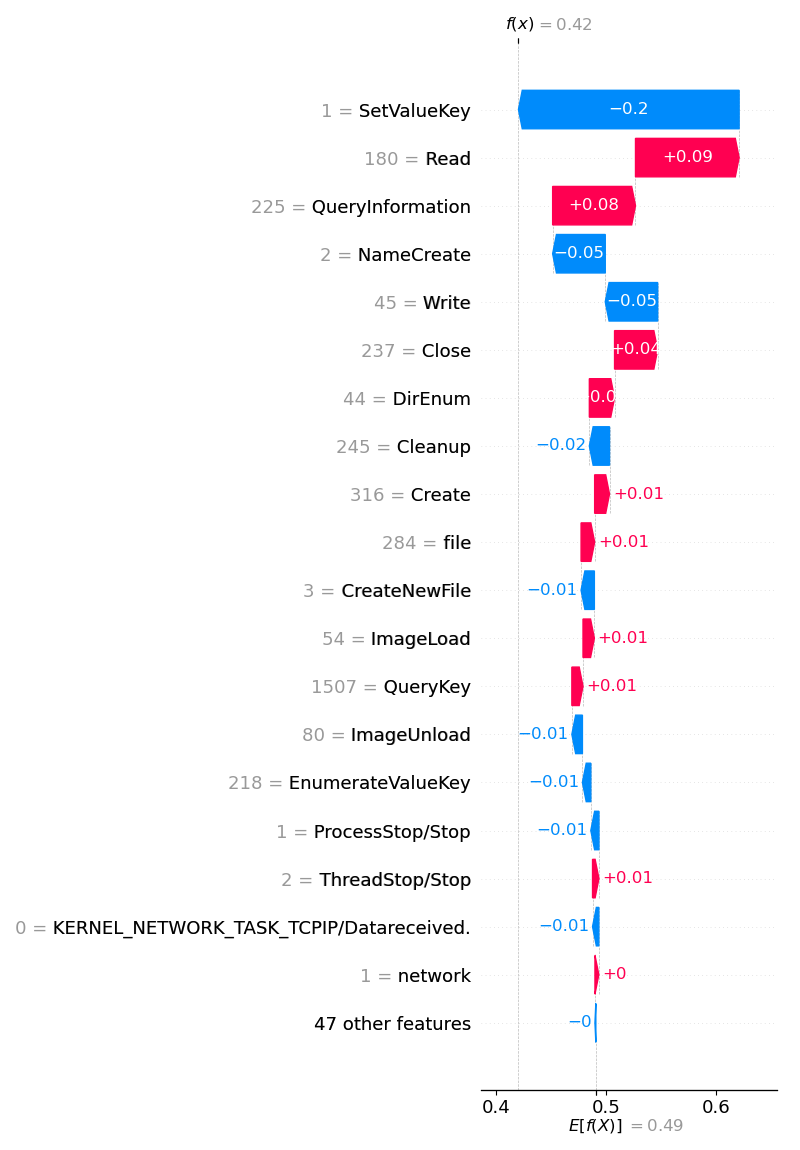 f(x) = 0.42
1 = SetValueKey −0.2
180 = Read +0.09
225 = QueryInformation +0.08
2 = NameCreate −0.05
45 = Write −0.05
237 = Close +0.04
44 = DirEnum
245 = Cleanup −0.02
316 = Create +0.01
284 = file +0.01
3 = CreateNewFile −0.01
54 = ImageLoad +0.01
1507 = QueryKey +0.01
80 = ImageUnload −0.01
218 = EnumerateValueKey −0.01
1 = ProcessStop/Stop −0.01
2 = ThreadStop/Stop +0.01
0 = KERNEL_NETWORK_TASK_TCPIP/Datareceived. −0.01
1 = network +0
47 other features −0
0.4 0.5 0.6
E[f(X)] = 0.49